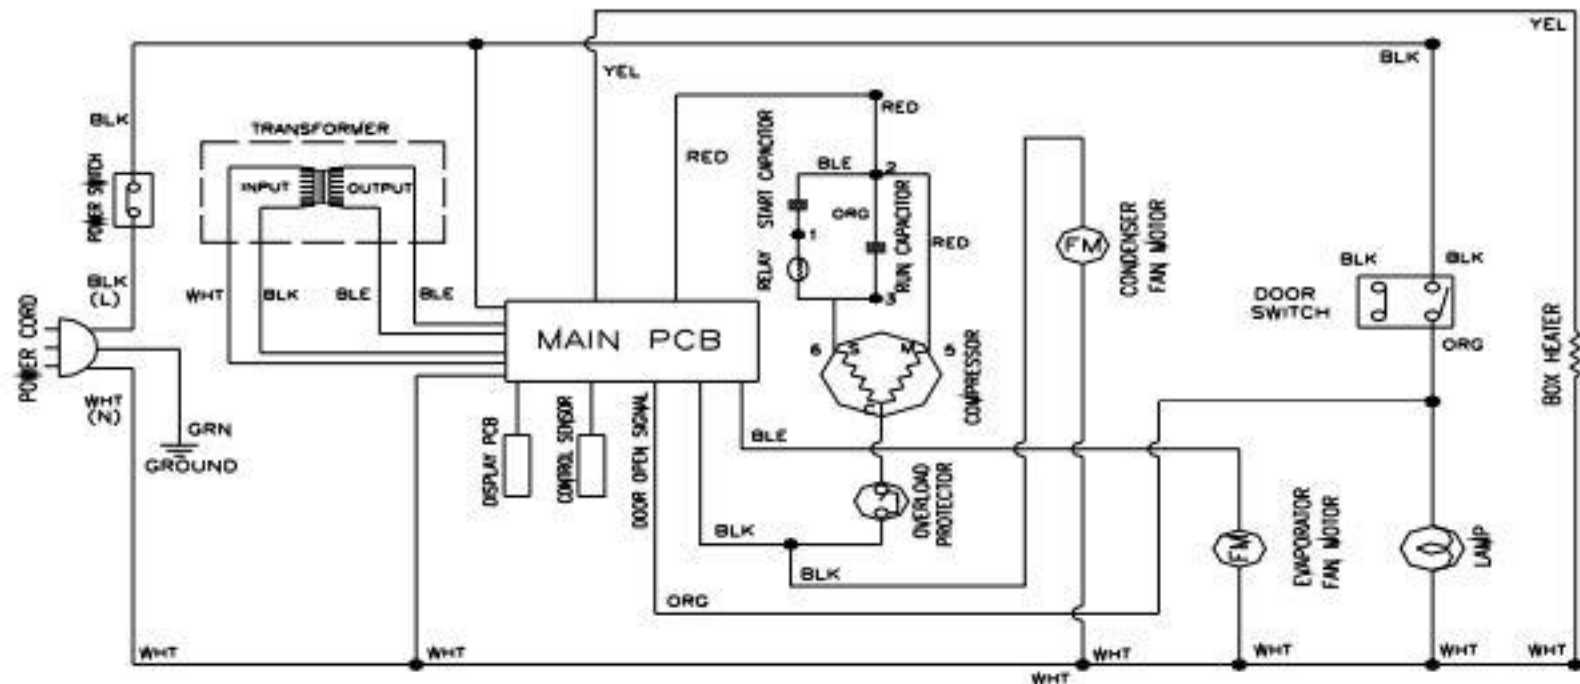 YEL
BLK
YEL
BLK
TRANSFORMER
RED
RED
START CAPACITOR
BLE
2
POWER SWITCH
INPUT
OUTPUT
ORG
RUN CAPACITOR
1
RELAY
RED
FM
CONDENSER
FAN MOTOR
BLK
BLK
BLK
(L)
WHT
BLK
BLE
BLE
3
DOOR
SWITCH
POWER CORD
MAIN PCB
6
S
M
5
COMPRESSOR
ORG
BOX HEATER
WHT
(N)
GRN
GROUND
DISPLAY PCB
CONTROL SENSOR
DOOR OPEN SIGNAL
BLE
C
OVERLOAD
PROTECTOR
BLK
BLK
FM
EVAPORATOR
FAN MOTOR
LAMP
ORG
WHT
WHT
WHT
WHT
WHT
WHT
WHT